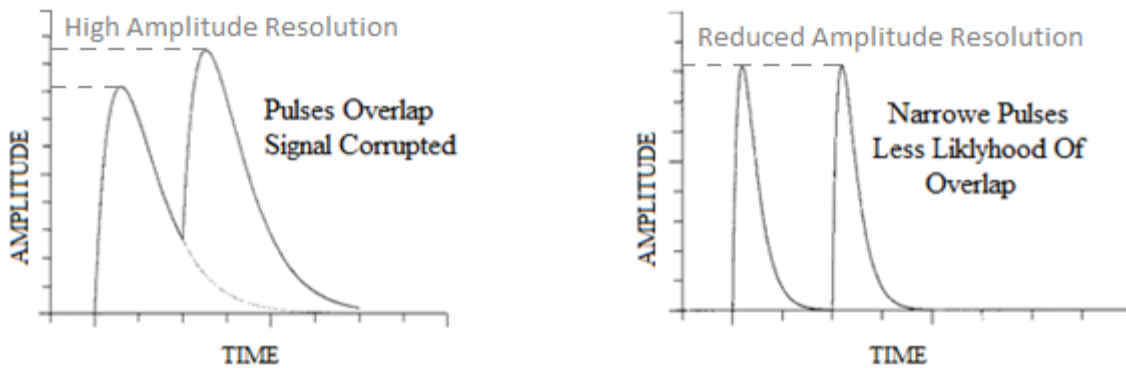 High Amplitude Resolution
Pulses Overlap
Signal Corrupted
AMPLITUDE
TIME
Reduced Amplitude Resolution
Narrowe Pulses
Less Liklyhood Of
Overlap
AMPLITUDE
TIME